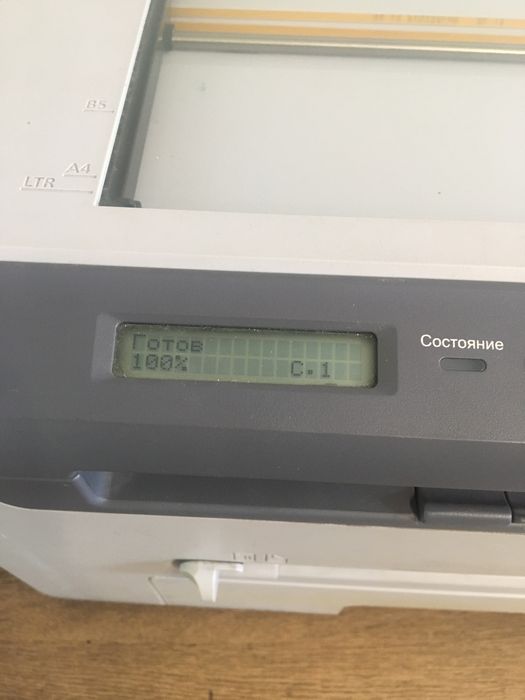 B5
A4
LTR
Готов
100% С.1
Состояние